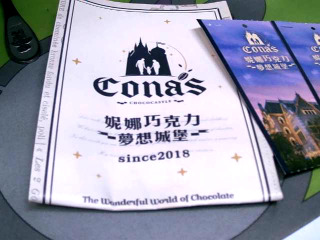 Cona's
CHOCOCASTLE
妮娜巧克力
夢想城堡
since2018
The Wonderful World of Chocolate
Cona's
妮娜巧克力
夢想城堡